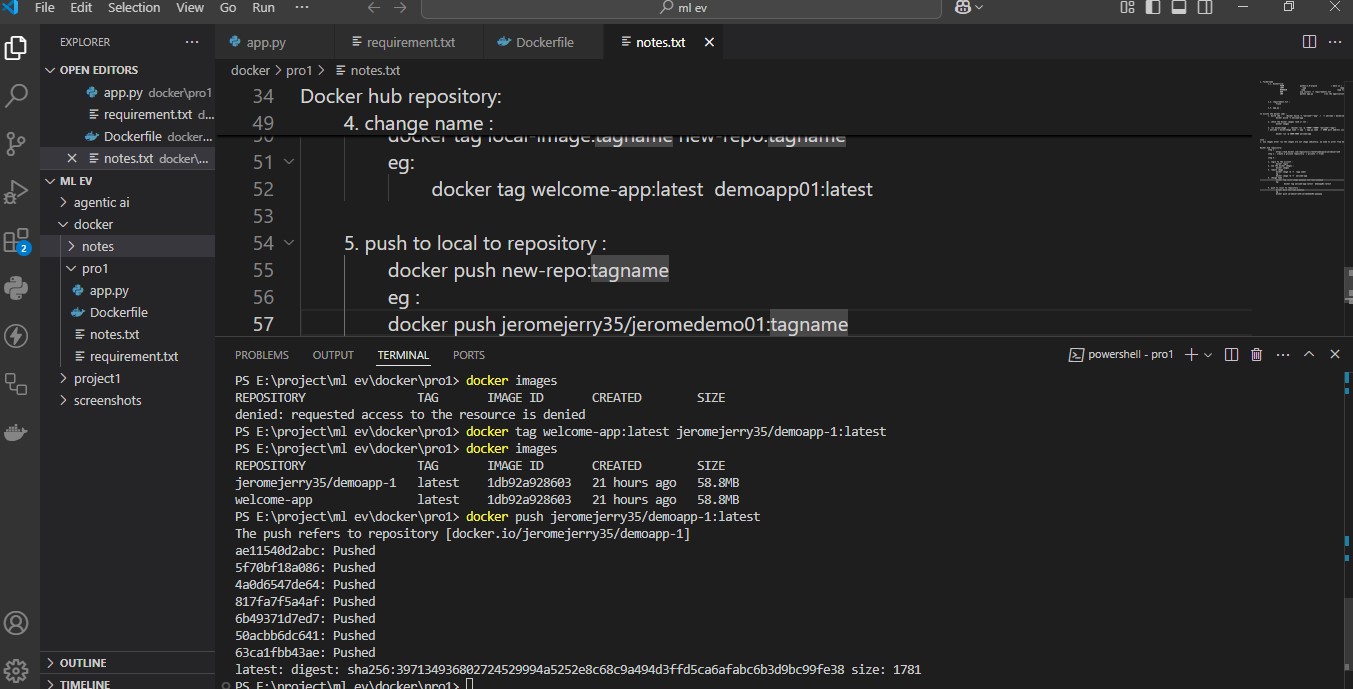 File Edit Selection View Go Run ···
ml ev
EXPLORER
OPEN EDITORS
app.py docker\pro1
requirement.txt d...
Dockerfile docker...
notes.txt docker\...
ML EV
agentic ai
docker
notes
pro1
app.py
Dockerfile
notes.txt
requirement.txt
project1
screenshots
OUTLINE
TIMELINE
2
app.py
requirement.txt
Dockerfile
notes.txt
docker > pro1 > notes.txt
34 Docker hub repository:
49 4. change name :
50 docker tag local-image:tagname new-repo:tagname
51 eg:
52 docker tag welcome-app:latest  demoapp01:latest
53
54 5. push to local to repository :
55 docker push new-repo:tagname
56 eg :
57 docker push jeromejerry35/jeromedemo01:tagname
PROBLEMS OUTPUT TERMINAL PORTS
powershell - pro1
PS E:\project\ml ev\docker\pro1> docker images
REPOSITORY TAG IMAGE ID CREATED SIZE
denied: requested access to the resource is denied
PS E:\project\ml ev\docker\pro1> docker tag welcome-app:latest jeromejerry35/demoapp-1:latest
PS E:\project\ml ev\docker\pro1> docker images
REPOSITORY TAG IMAGE ID CREATED SIZE
jeromejerry35/demoapp-1 latest 1db92a928603 21 hours ago 58.8MB
welcome-app latest 1db92a928603 21 hours ago 58.8MB
PS E:\project\ml ev\docker\pro1> docker push jeromejerry35/demoapp-1:latest
The push refers to repository [docker.io/jeromejerry35/demoapp-1]
ae11540d2abc: Pushed
5f70bf18a086: Pushed
4a0d6547de64: Pushed
817fa7f5a4af: Pushed
6b49371d7ed7: Pushed
50acbb6dc641: Pushed
63ca1fbb43ae: Pushed
latest: digest: sha256:397134936802724529994a5252e8c68c9a494d3ffd5ca6afabc6b3d9bc99fe38 size: 1781
PS E:\project\ml ev\docker\pro1>